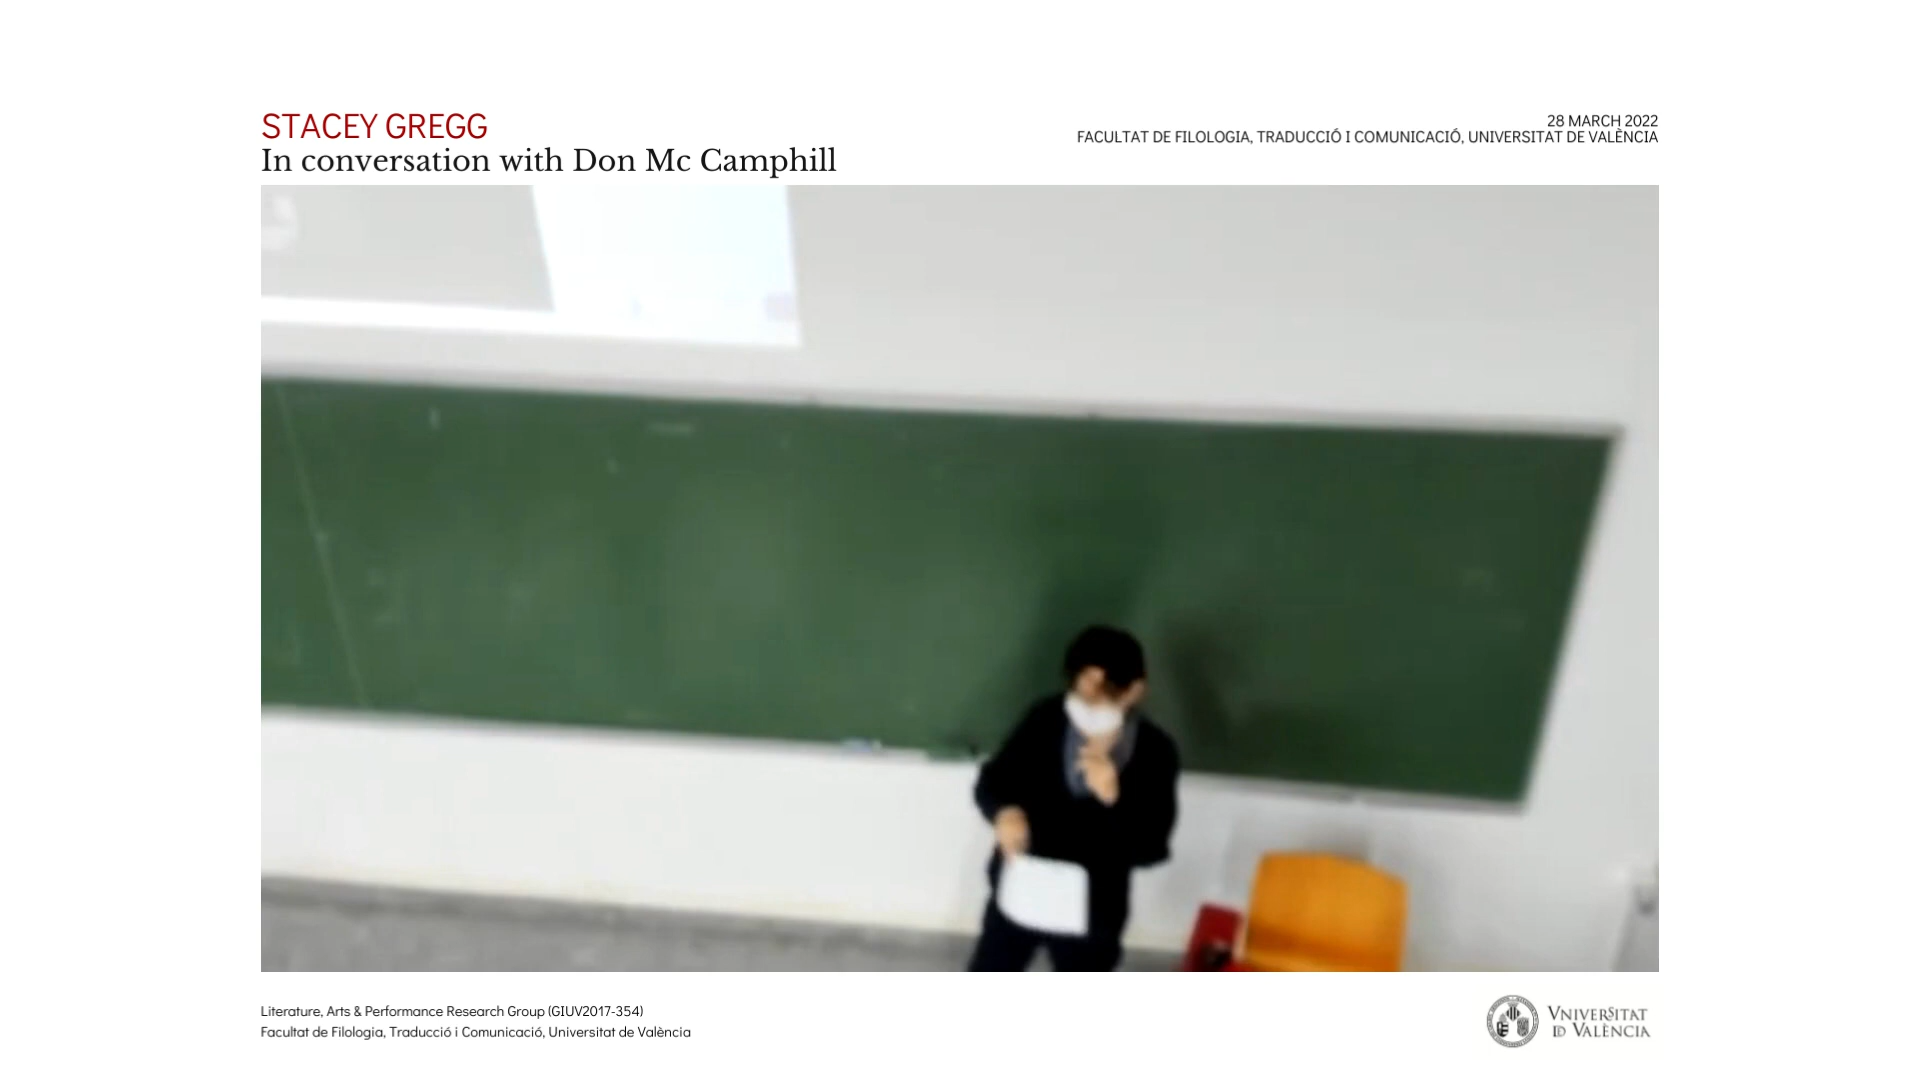 STACEY GREGG
In conversation with Don Mc Camphill
28 MARCH 2022
FACULTAT DE FILOLOGIA, TRADUCCIÓ I COMUNICACIÓ, UNIVERSITAT DE VALÈNCIA
Literature, Arts & Performance Research Group (GIUV2017-354)
Facultat de Filologia, Traducció i Comunicació, Universitat de València
VNIVERSITAT
ID VALÈNCIA